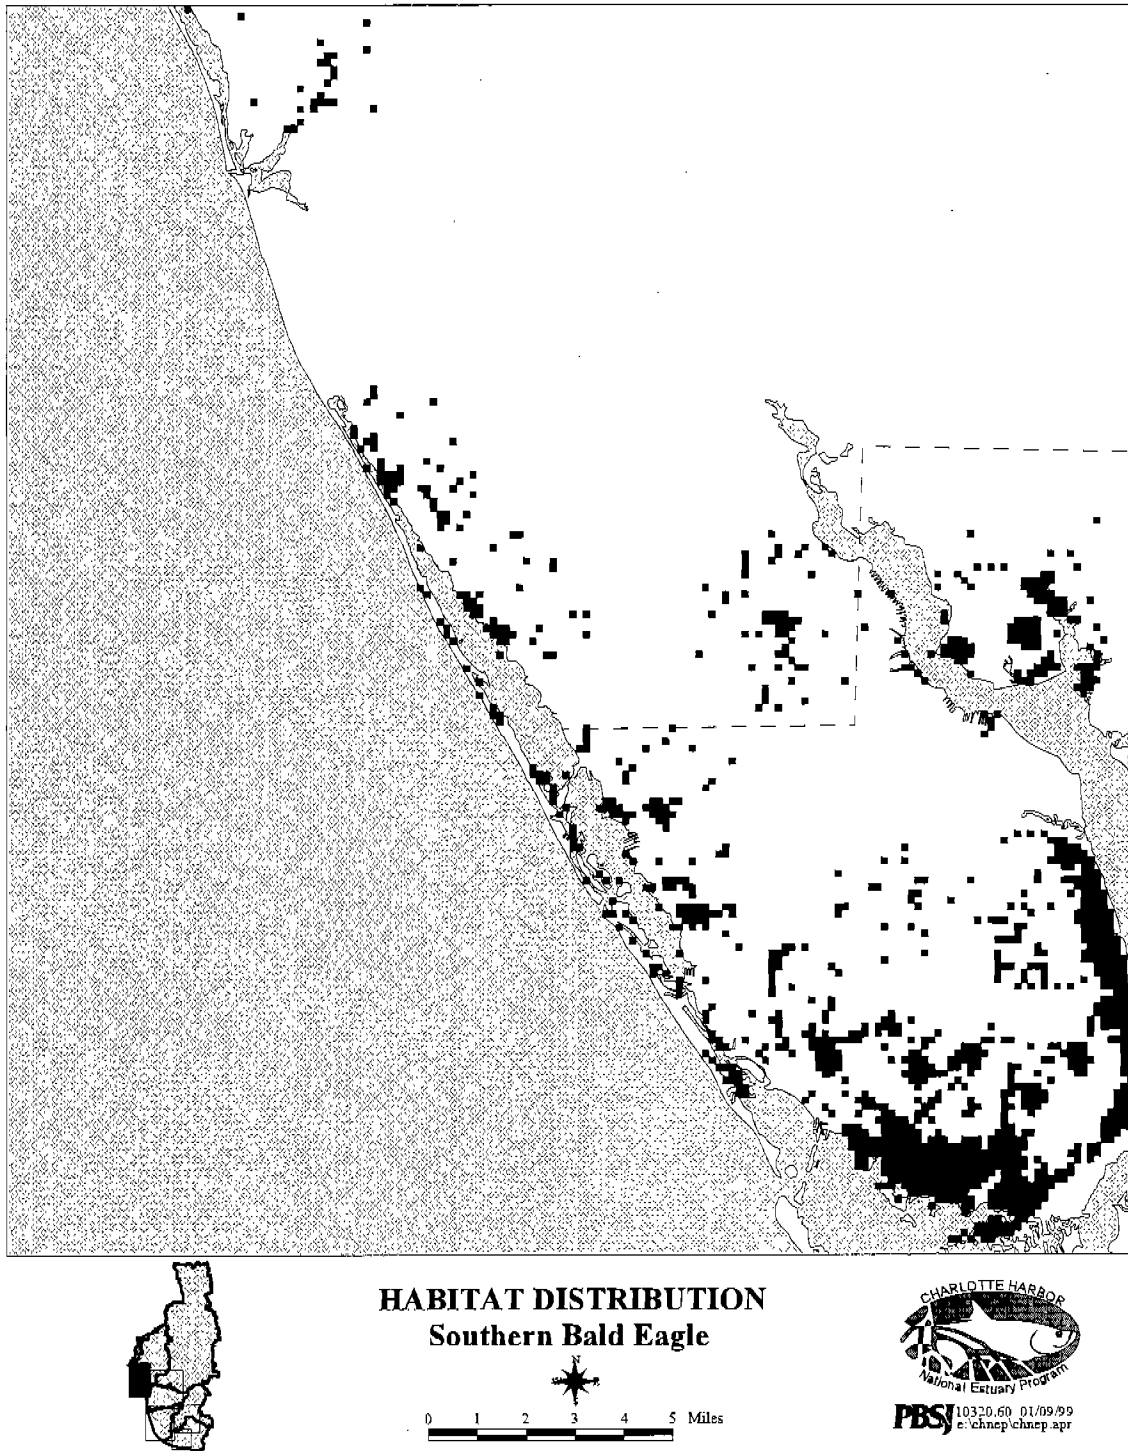 HABITAT DISTRIBUTION
Southern Bald Eagle
N
0 1 2 3 4 5 Miles
CHARLOTTE HARBOR
National Estuary Program
PBSJ 10320.60 01/09/99
e:\chnep\chnep.apr